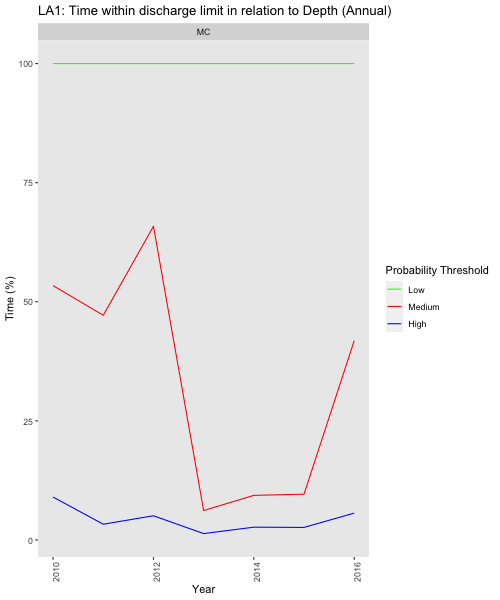 LA1: Time within discharge limit in relation to Depth (Annual)
MC
100
75
50
25
0
Time (%)
2010
2012
2014
2016
Year
Probability Threshold
Low
Medium
High